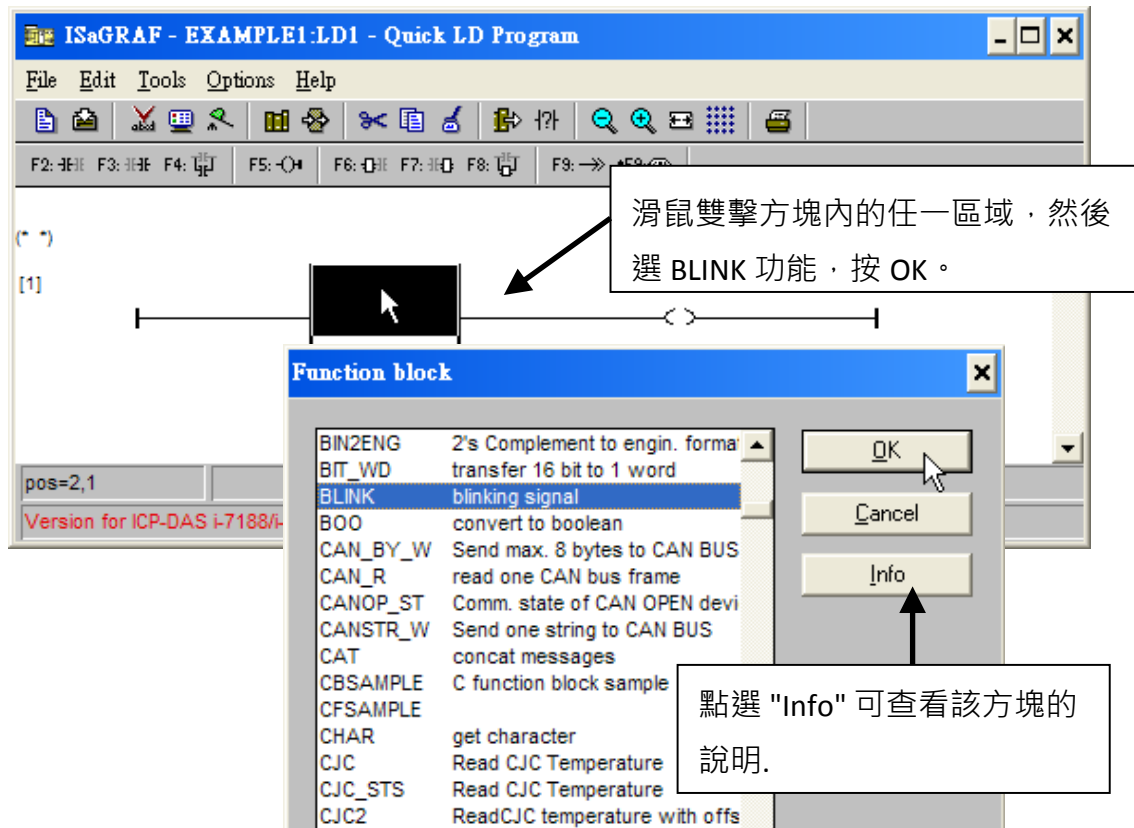 ISaGRAF - EXAMPLE1:LD1 - Quick LD Program
File Edit Tools Options Help
F2: F3: F4: F5: F6: F7: F8: F9:
滑鼠雙擊方塊內的任一區域，然後
選 BLINK 功能，按 OK。
(* *)
[1]
Function block
BIN2ENG 2's Complement to engin. forma
BIT_WD transfer 16 bit to 1 word
BLINK blinking signal
BOO convert to boolean
CAN_BY_W Send max. 8 bytes to CAN BUS
CAN_R read one CAN bus frame
CANOP_ST Comm. state of CAN OPEN devi
CANSTR_W Send one string to CAN BUS
CAT concat messages
CBSAMPLE C function block sample
CFSAMPLE
CHAR get character
CJC Read CJC Temperature
CJC_STS Read CJC Temperature
CJC2 ReadCJC temperature with offs
OK
Cancel
Info
點選 "Info" 可查看該方塊的
說明.
pos=2,1
Version for ICP-DAS i-7188/i-